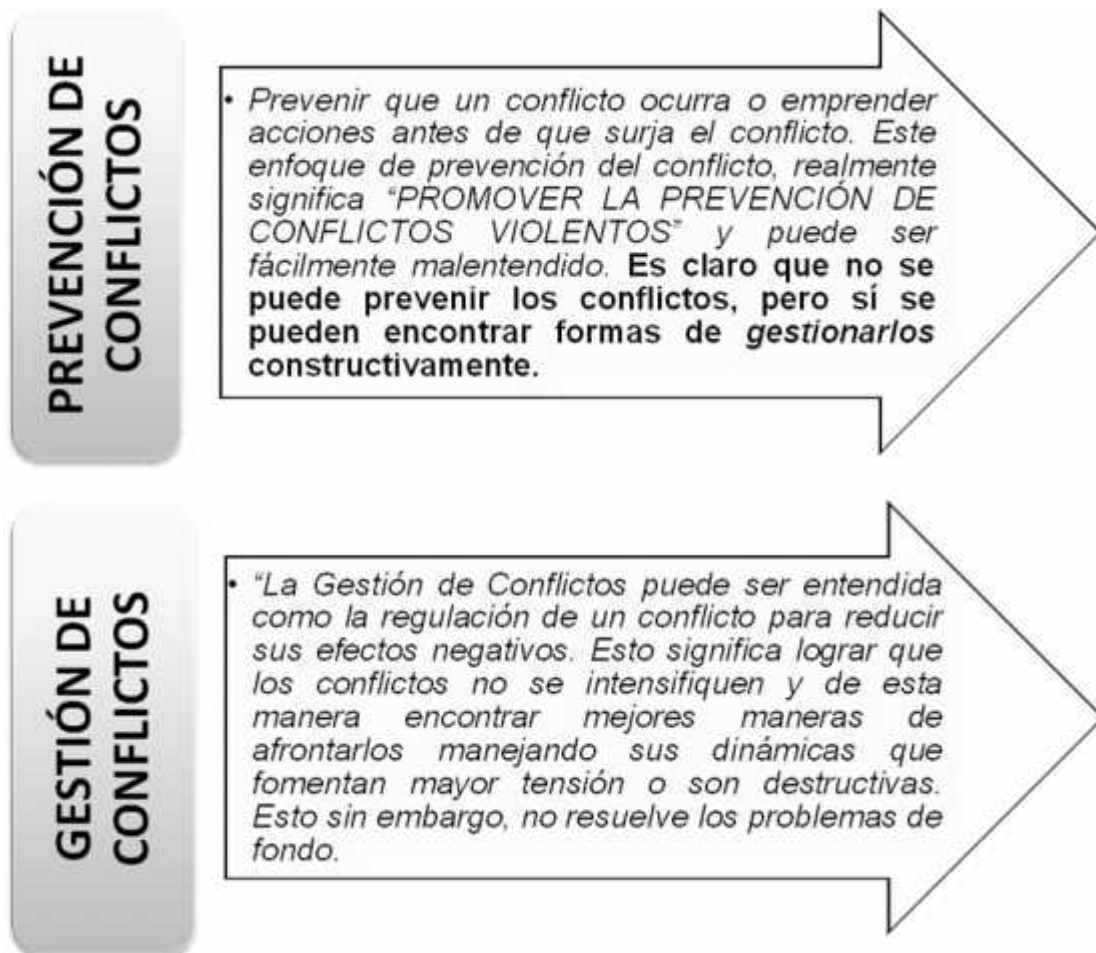 PREVENCIÓN DE
CONFLICTOS
• Prevenir que un conflicto ocurra o emprender
acciones antes de que surja el conflicto. Este
enfoque de prevención del conflicto, realmente
significa “PROMOVER LA PREVENCIÓN DE
CONFLICTOS VIOLENTOS” y puede ser
fácilmente malentendido. Es claro que no se
puede prevenir los conflictos, pero sí se
pueden encontrar formas de gestionarlos
constructivamente.
GESTIÓN DE
CONFLICTOS
• “La Gestión de Conflictos puede ser entendida
como la regulación de un conflicto para reducir
sus efectos negativos. Esto significa lograr que
los conflictos no se intensifiquen y de esta
manera encontrar mejores maneras de
afrontarlos manejando sus dinámicas que
fomentan mayor tensión o son destructivas.
Esto sin embargo, no resuelve los problemas de
fondo.